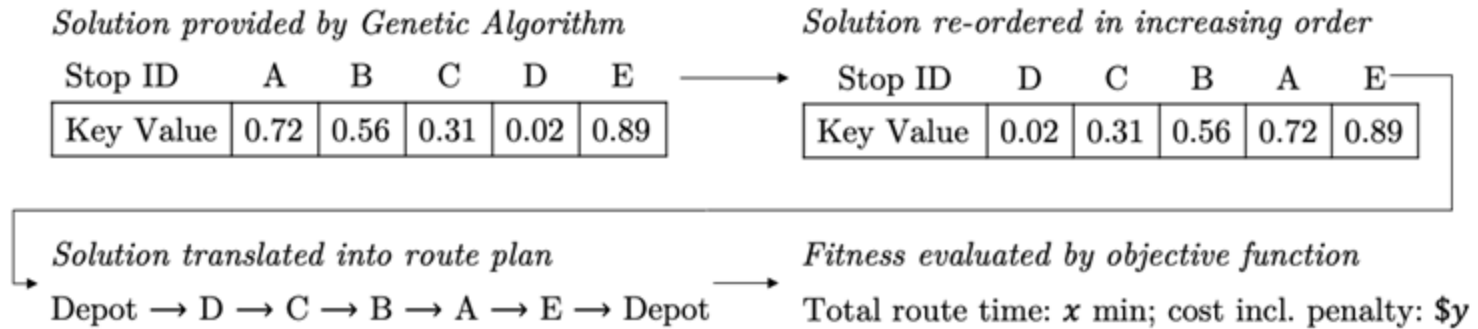 Solution provided by Genetic Algorithm
Stop ID A B C D E
Key Value 0.72 0.56 0.31 0.02 0.89
Solution re-ordered in increasing order
Stop ID D C B A E
Key Value 0.02 0.31 0.56 0.72 0.89
Solution translated into route plan
Depot → D → C → B → A → E → Depot
Fitness evaluated by objective function
Total route time: x min; cost incl. penalty: $y